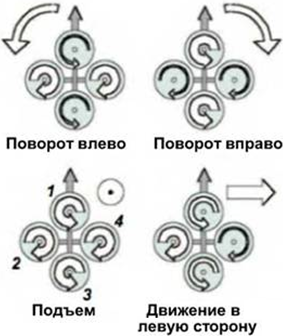 Поворот влево
Поворот вправо
1
4
2
3
Подъем
Движение в
левую сторону